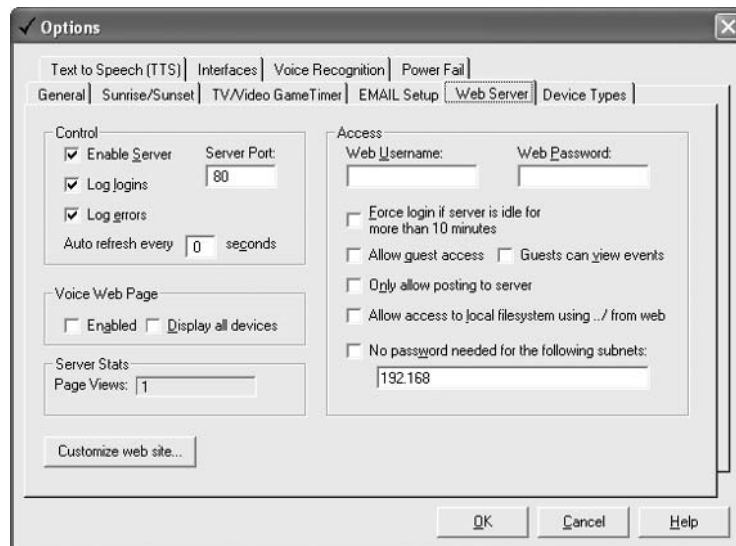 Options
Text to Speech (TTS) Interfaces Voice Recognition Power Fail
General Sunrise/Sunset TV/Video GameTimer EMAIL Setup Web Server Device Types
Control
Enable Server
Server Port:
80
Log logins
Log errors
Auto refresh every 0 seconds
Voice Web Page
Enabled Display all devices
Server Stats
Page Views: 1
Customize web site...
Access
Web Username: Web Password:
Force login if server is idle for
more than 10 minutes
Allow guest access Guests can view events
Only allow posting to server
Allow access to local filesystem using ../ from web
No password needed for the following subnets:
192.168
OK Cancel Help